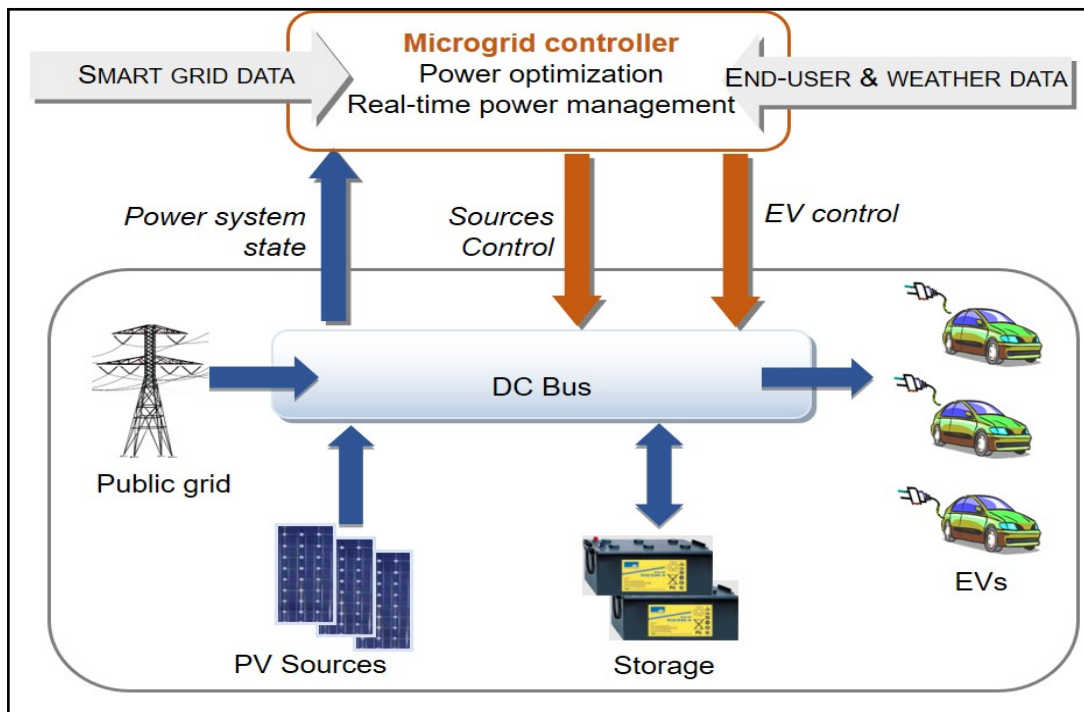 Microgrid controller
SMART GRID DATA
Power optimization
END-USER & WEATHER DATA
Real-time power management
Power system
state
Sources
Control
EV control
DC Bus
Public grid
PV Sources
Storage
EVs